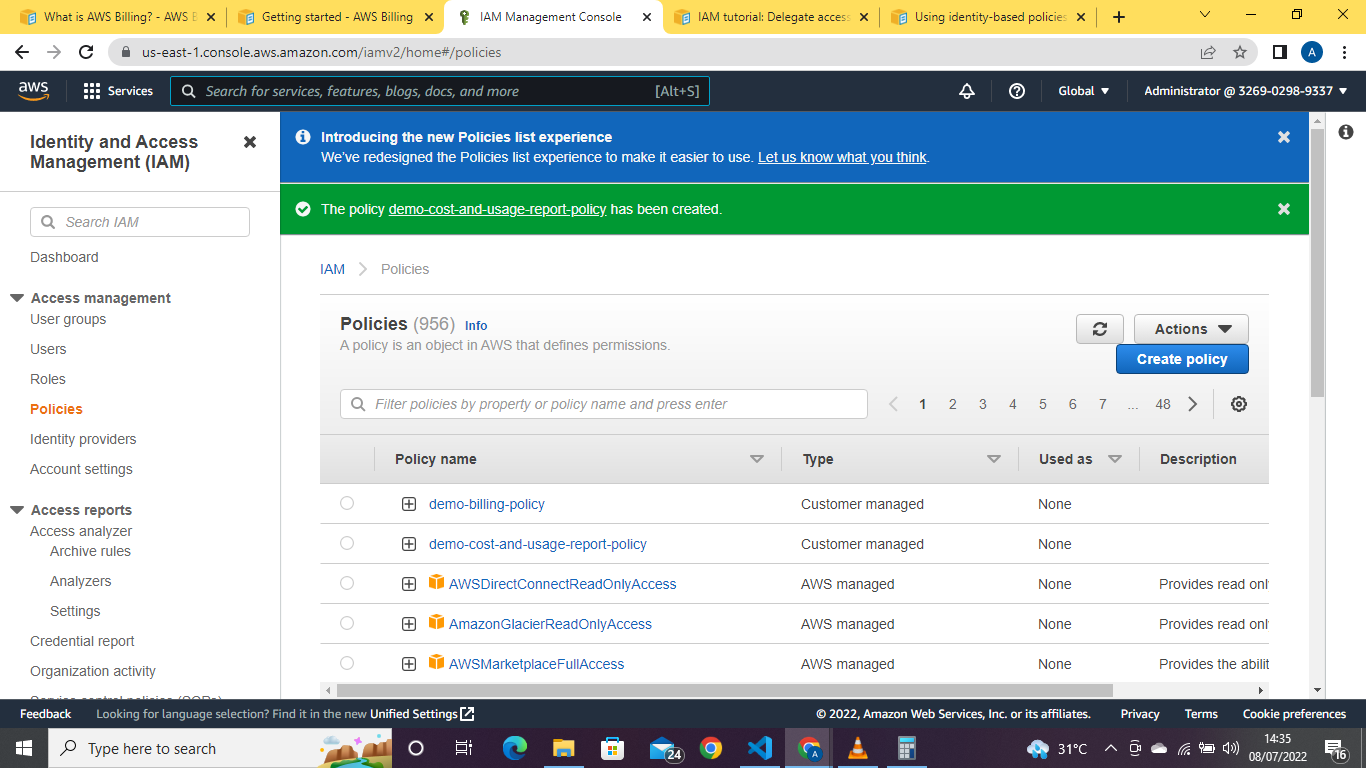 What is AWS Billing? - AWS B
Getting started - AWS Billing
IAM Management Console
IAM tutorial: Delegate access
Using identity-based policies
us-east-1.console.aws.amazon.com/iamv2/home#/policies
A
aws
Services
Search for services, features, blogs, docs, and more
[Alt+S]
Global
Administrator @ 3269-0298-9337
Identity and Access
Management (IAM)
Search IAM
Dashboard
Access management
User groups
Users
Roles
Policies
Identity providers
Account settings
Access reports
Access analyzer
Archive rules
Analyzers
Settings
Credential report
Organization activity
Service control policies (SCPs)
Introducing the new Policies list experience
We've redesigned the Policies list experience to make it easier to use. Let us know what you think.
The policy demo-cost-and-usage-report-policy has been created.
IAM > Policies
Policies (956) Info
A policy is an object in AWS that defines permissions.
Actions
Create policy
Filter policies by property or policy name and press enter
1 2 3 4 5 6 7 ... 48
Policy name Type Used as Description
demo-billing-policy Customer managed None
demo-cost-and-usage-report-policy Customer managed None
AWSDirectConnectReadOnlyAccess AWS managed None Provides read onl
AmazonGlacierReadOnlyAccess AWS managed None Provides read onl
AWSMarketplaceFullAccess AWS managed None Provides the abilit
Feedback
Looking for language selection? Find it in the new Unified Settings
© 2022, Amazon Web Services, Inc. or its affiliates.
Privacy
Terms
Cookie preferences
Type here to search
24
A
31°C
14:35
08/07/2022
16